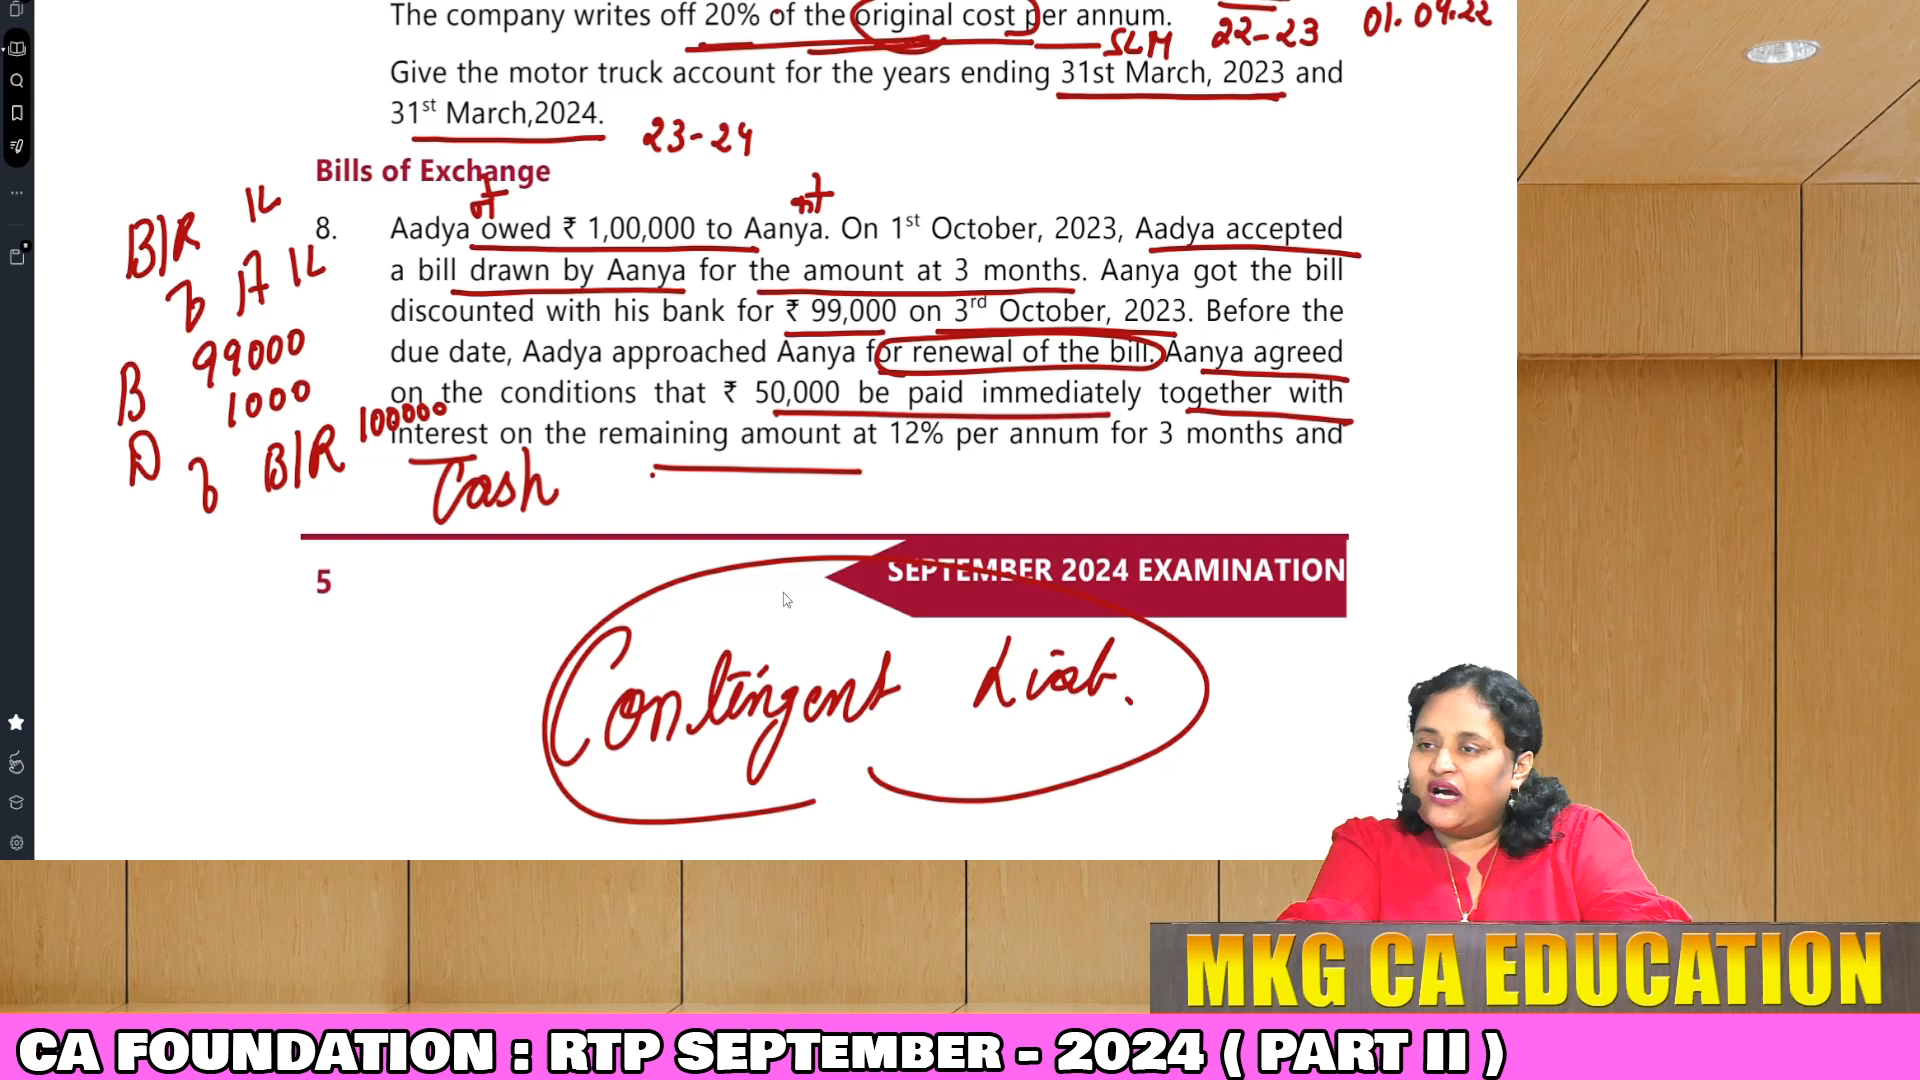 The company writes off 20% of the original cost per annum.
SLM
22-23
01.04.22
Give the motor truck account for the years ending 31st March, 2023 and
31st March,2024.
23-24
Bills of Exchange
8. Aadya owed ₹ 1,00,000 to Aanya. On 1st October, 2023, Aadya accepted
a bill drawn by Aanya for the amount at 3 months. Aanya got the bill
discounted with his bank for ₹ 99,000 on 3rd October, 2023. Before the
due date, Aadya approached Aanya for renewal of the bill. Aanya agreed
on the conditions that ₹ 50,000 be paid immediately together with
interest on the remaining amount at 12% per annum for 3 months and
B/R 1L
To A 1L
B 99000
D 1000
To B/R 100000
Cash
5
SEPTEMBER 2024 EXAMINATION
Contingent Liab.
MKG CA EDUCATION
CA FOUNDATION : RTP SEPTEMBER - 2024 ( PART II )